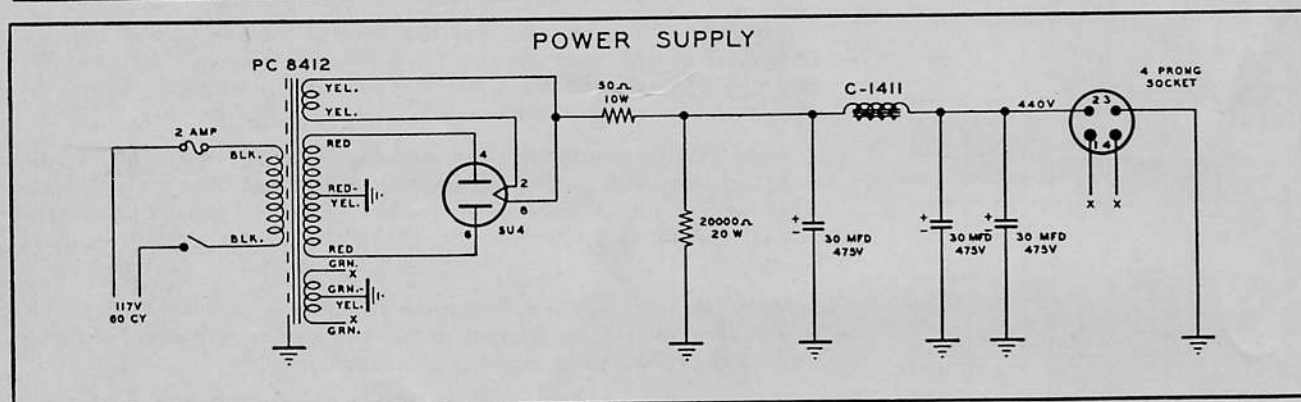 POWER SUPPLY
PC 8412
2 AMP
BLK.
BLK.
117V
60 CY
YEL.
YEL.
RED
RED-
YEL.
RED
GRN.
X
GRN.-
YEL.
X
GRN.
4
2
8
6
5U4
50Ω
10W
20000Ω
20 W
+
-
30 MFD
475V
C-1411
+
-
30 MFD
475V
+
-
30 MFD
475V
440V
4 PRONG
SOCKET
2 3
1 4
X X